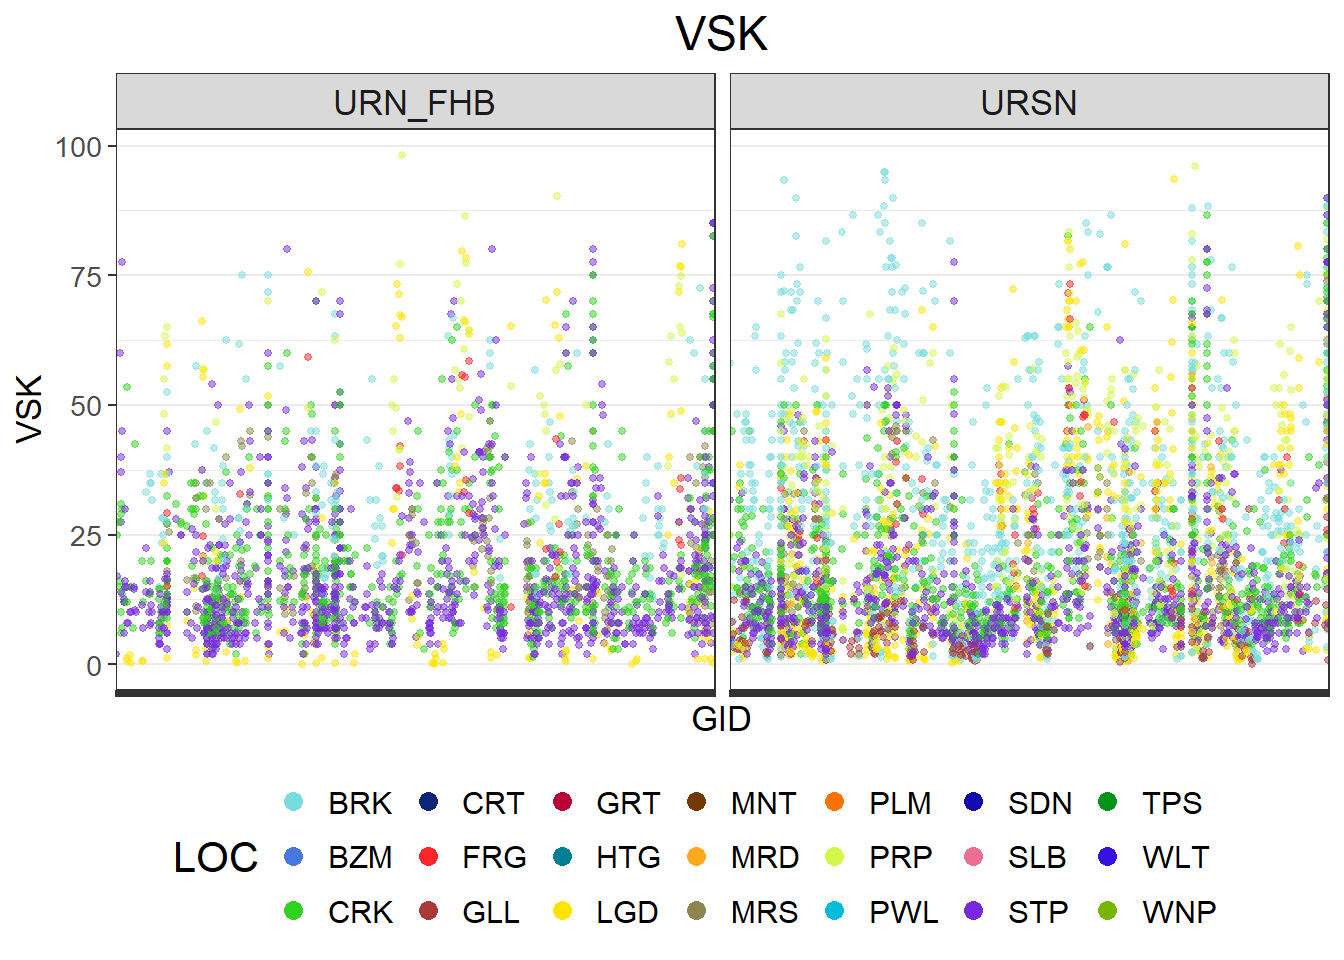 VSK
URN_FHB
URSN
100
75
50
25
0
VSK
GID
LOC
BRK CRT GRT MNT PLM SDN TPS
BZM FRG HTG MRD PRP SLB WLT
CRK GLL LGD MRS PWL STP WNP